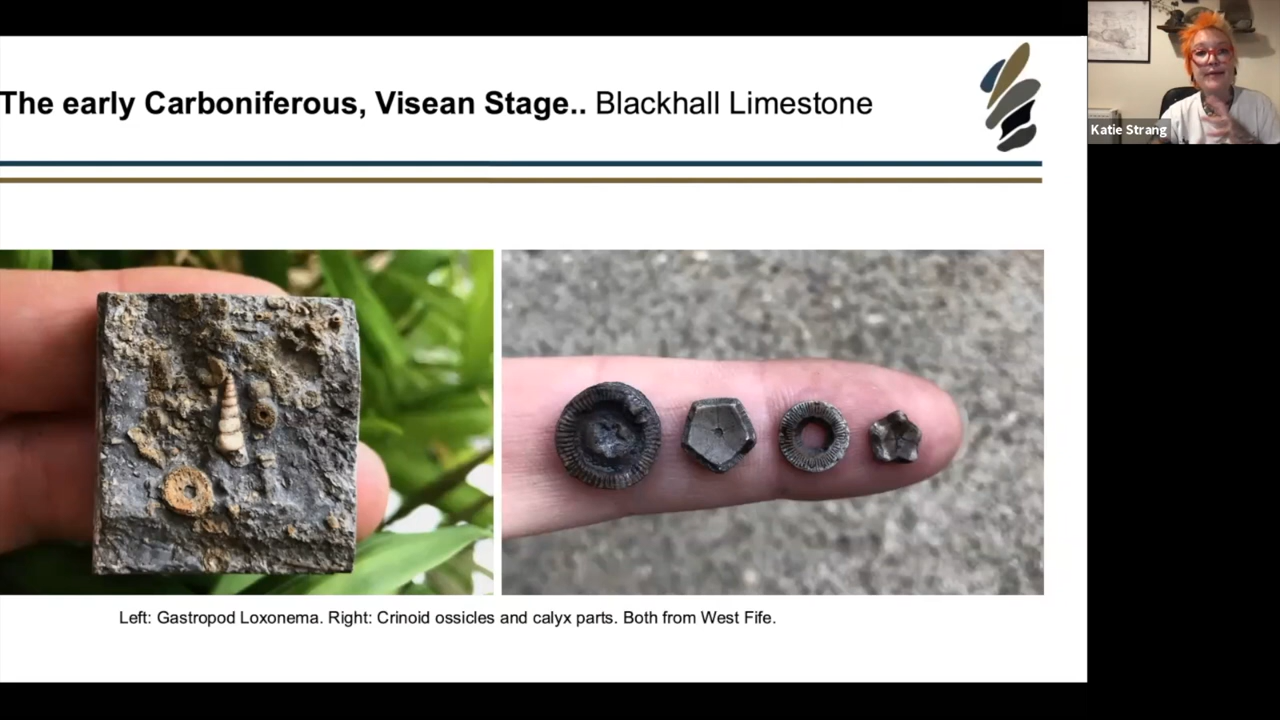 The early Carboniferous, Visean Stage.. Blackhall Limestone
Katie Strang
Left: Gastropod Loxonema. Right: Crinoid ossicles and calyx parts. Both from West Fife.